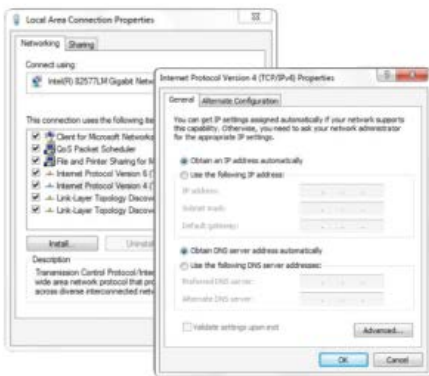 Local Area Connection Properties
Networking Sharing
Connect using:
Intel(R) 82577LM Gigabit Netw
This connection uses the following ite
Client for Microsoft Networks
QoS Packet Scheduler
File and Printer Sharing for M
Internet Protocol Version 6 (
Internet Protocol Version 4 (
Link-Layer Topology Discov
Link-Layer Topology Discov
Install...
Uninstal
Description
Transmission Control Protocol/Inter
wide area network protocol that pro
across diverse interconnected netw
Internet Protocol Version 4 (TCP/IPv4) Properties
General Alternate Configuration
You can get IP settings assigned automatically if your network supports
this capability. Otherwise, you need to ask your network administrator
for the appropriate IP settings.
Obtain an IP address automatically
Use the following IP address:
IP address:
Subnet mask:
Default gateway:
Obtain DNS server address automatically
Use the following DNS server addresses:
Preferred DNS server:
Alternate DNS server:
Validate settings upon exit
Advanced...
OK Cancel